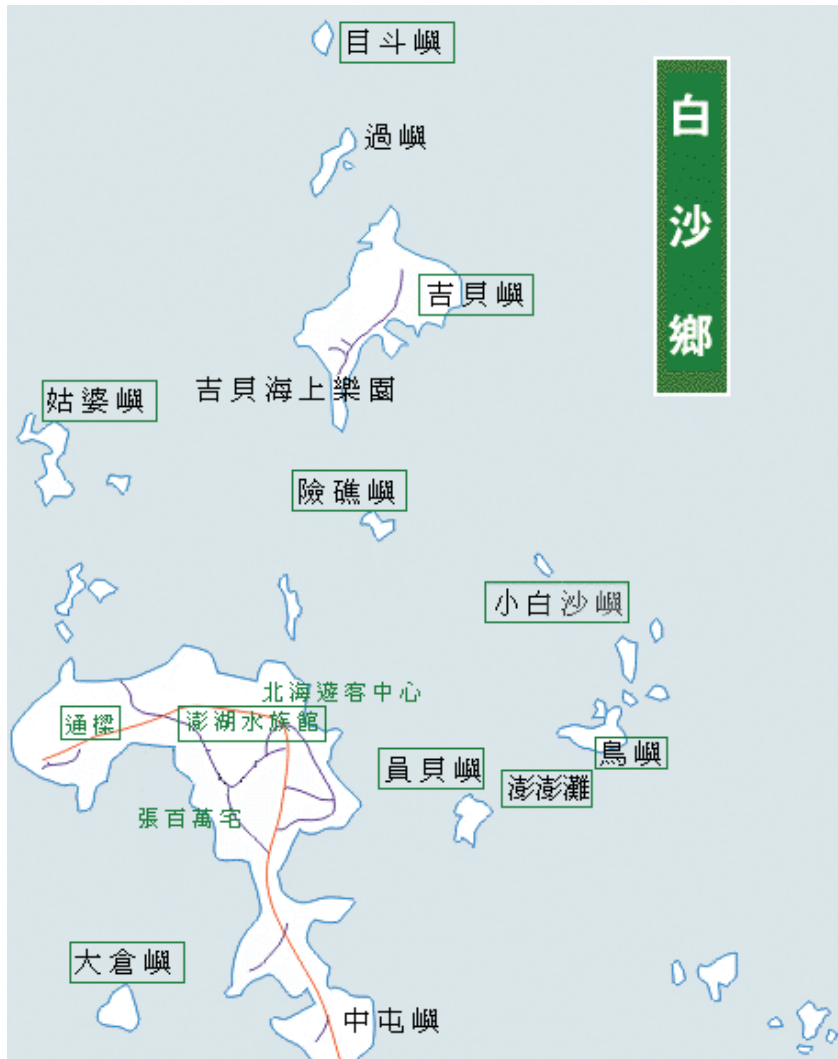 目斗嶼
白沙鄉
過嶼
吉貝嶼
吉貝海上樂園
姑婆嶼
險礁嶼
小白沙嶼
北海遊客中心
通樑
澎湖水族館
鳥嶼
員貝嶼
澎澎灘
張百萬宅
大倉嶼
中屯嶼